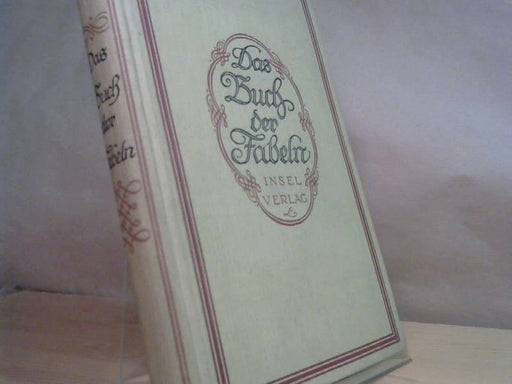 Das
Buch
der
Fabeln
Das
Buch
der
Fabeln
INSEL
VERLAG
L